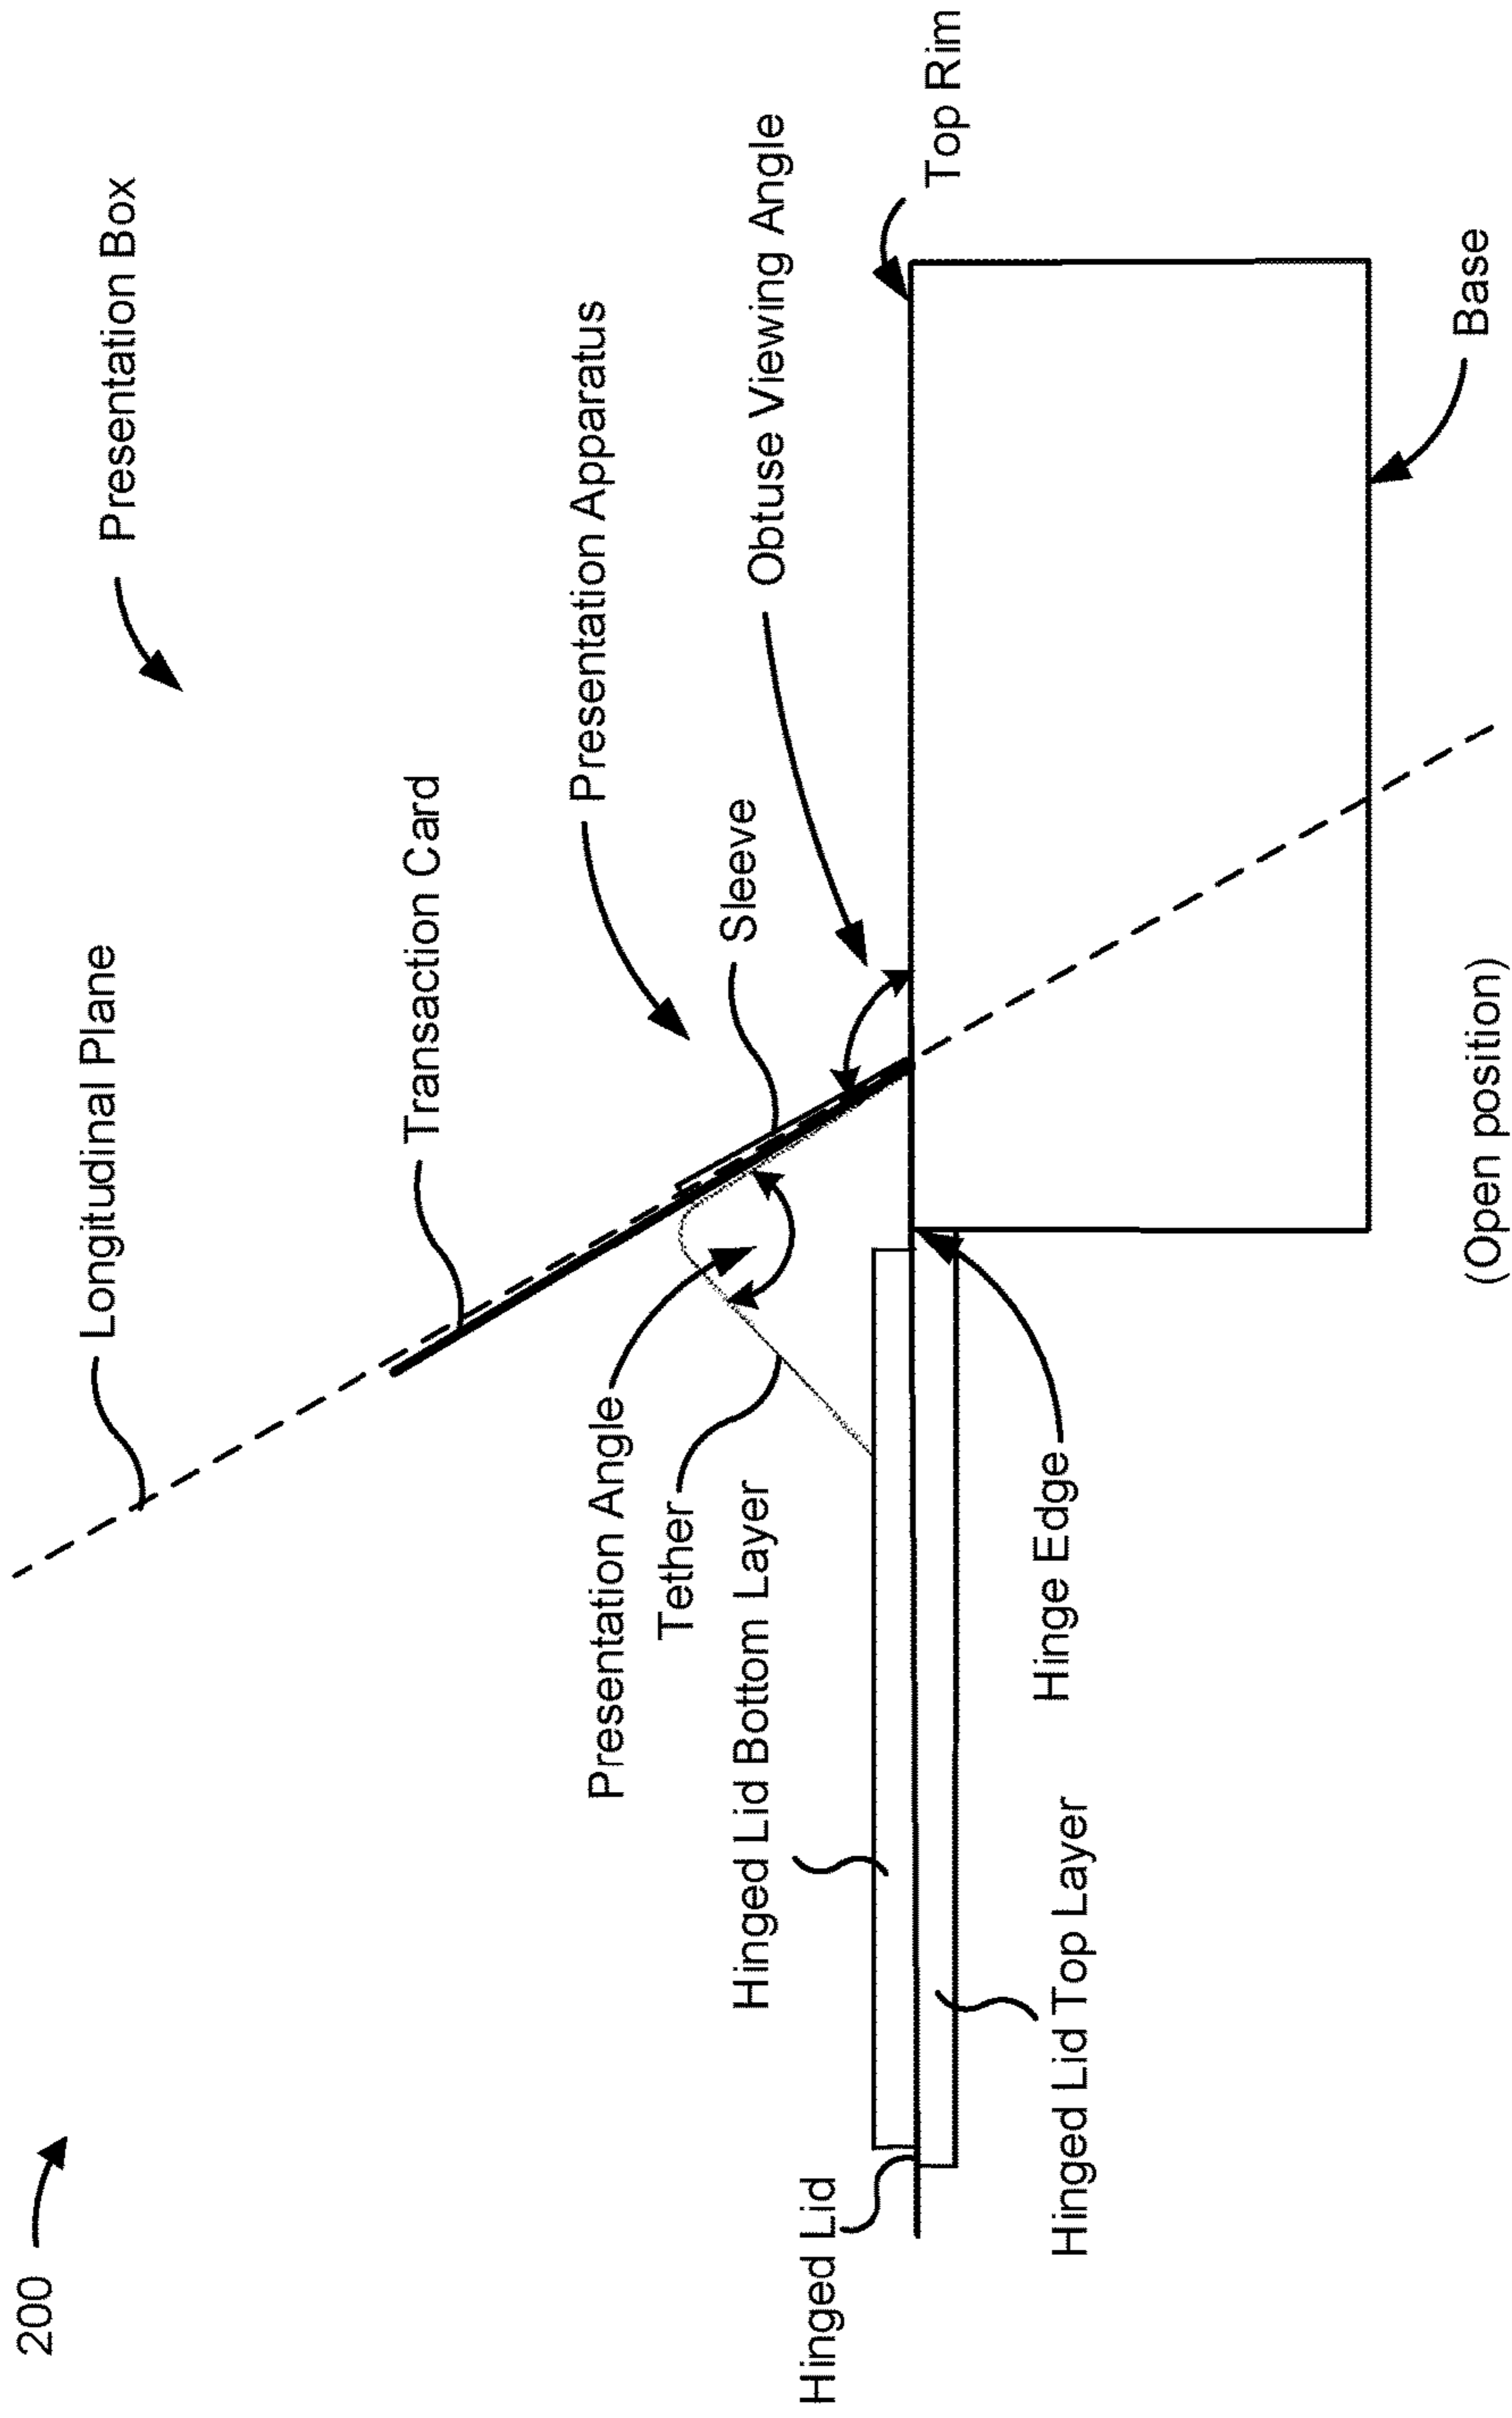 200
Presentation Box
Longitudinal Plane
Transaction Card
Presentation Apparatus
Sleeve
Obtuse Viewing Angle
Presentation Angle
Tether
Hinged Lid Bottom Layer
Hinged Lid
Top Rim
Hinge Edge
Hinged Lid Top Layer
Base
(Open position)